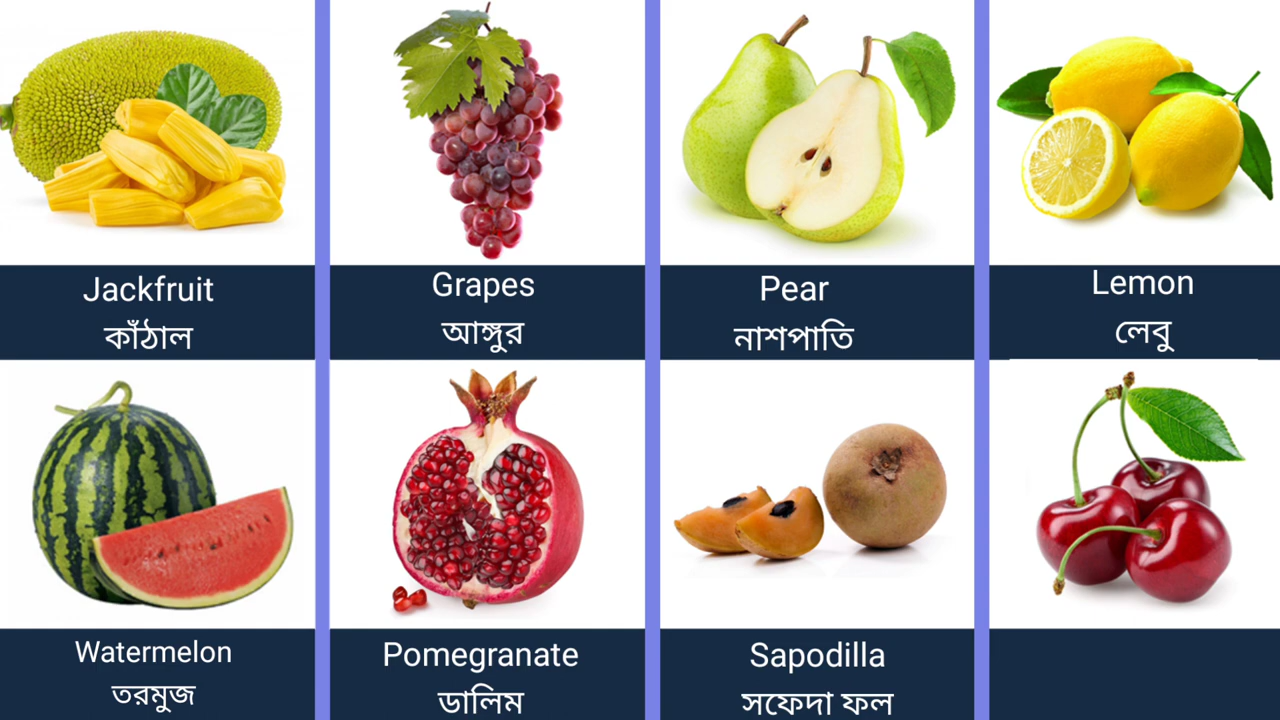 Jackfruit
কাঁঠাল
Grapes
আঙ্গুর
Pear
নাশপাতি
Lemon
লেবু
Watermelon
তরমুজ
Pomegranate
ডালিম
Sapodilla
সফেদা ফল